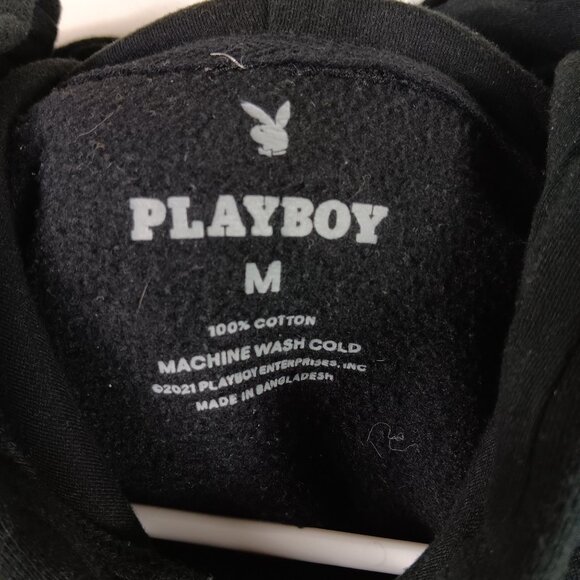 PLAYBOY
M
100% COTTON
MACHINE WASH COLD
©2021 PLAYBOY ENTERPRISES, INC
MADE IN BANGLADESH